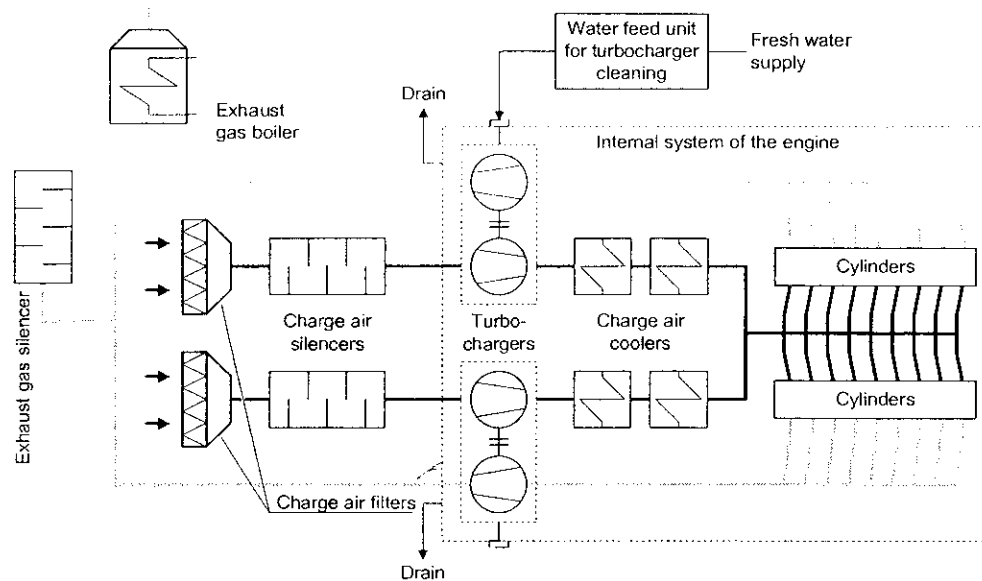 Water feed unit
for turbocharger
cleaning
Fresh water
supply
Drain
Exhaust
gas boiler
Internal system of the engine
Cylinders
Charge air
silencers
Turbo-
chargers
Charge air
coolers
Exhaust gas silencer
Cylinders
Charge air filters
Drain